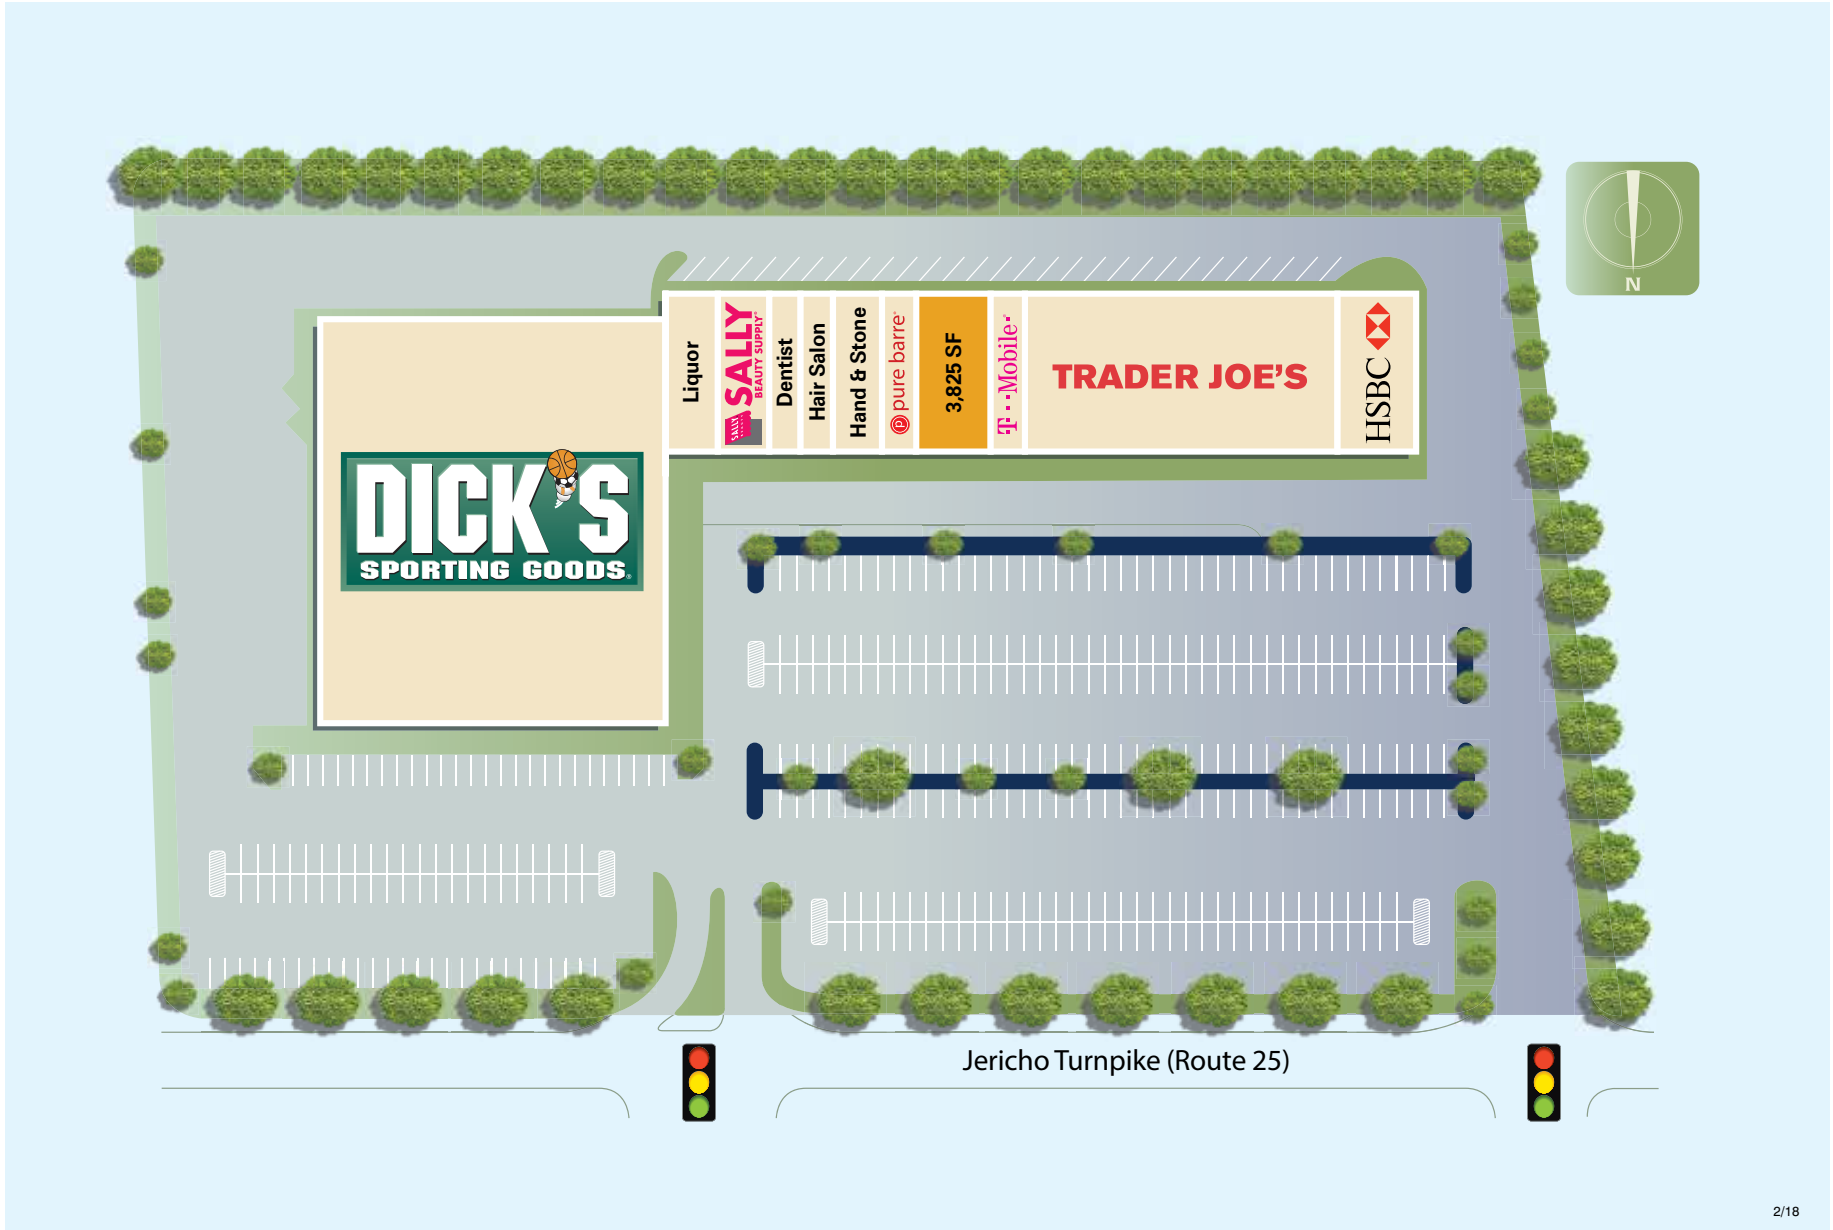 N
Liquor
SALLY
SALLY
BEAUTY SUPPLY®
Dentist
Hair Salon
Hand & Stone
p pure barre®
3,825 SF
T··Mobile·®
TRADER JOE'S
HSBC
DICK'S
SPORTING GOODS®
Jericho Turnpike (Route 25)
2/18